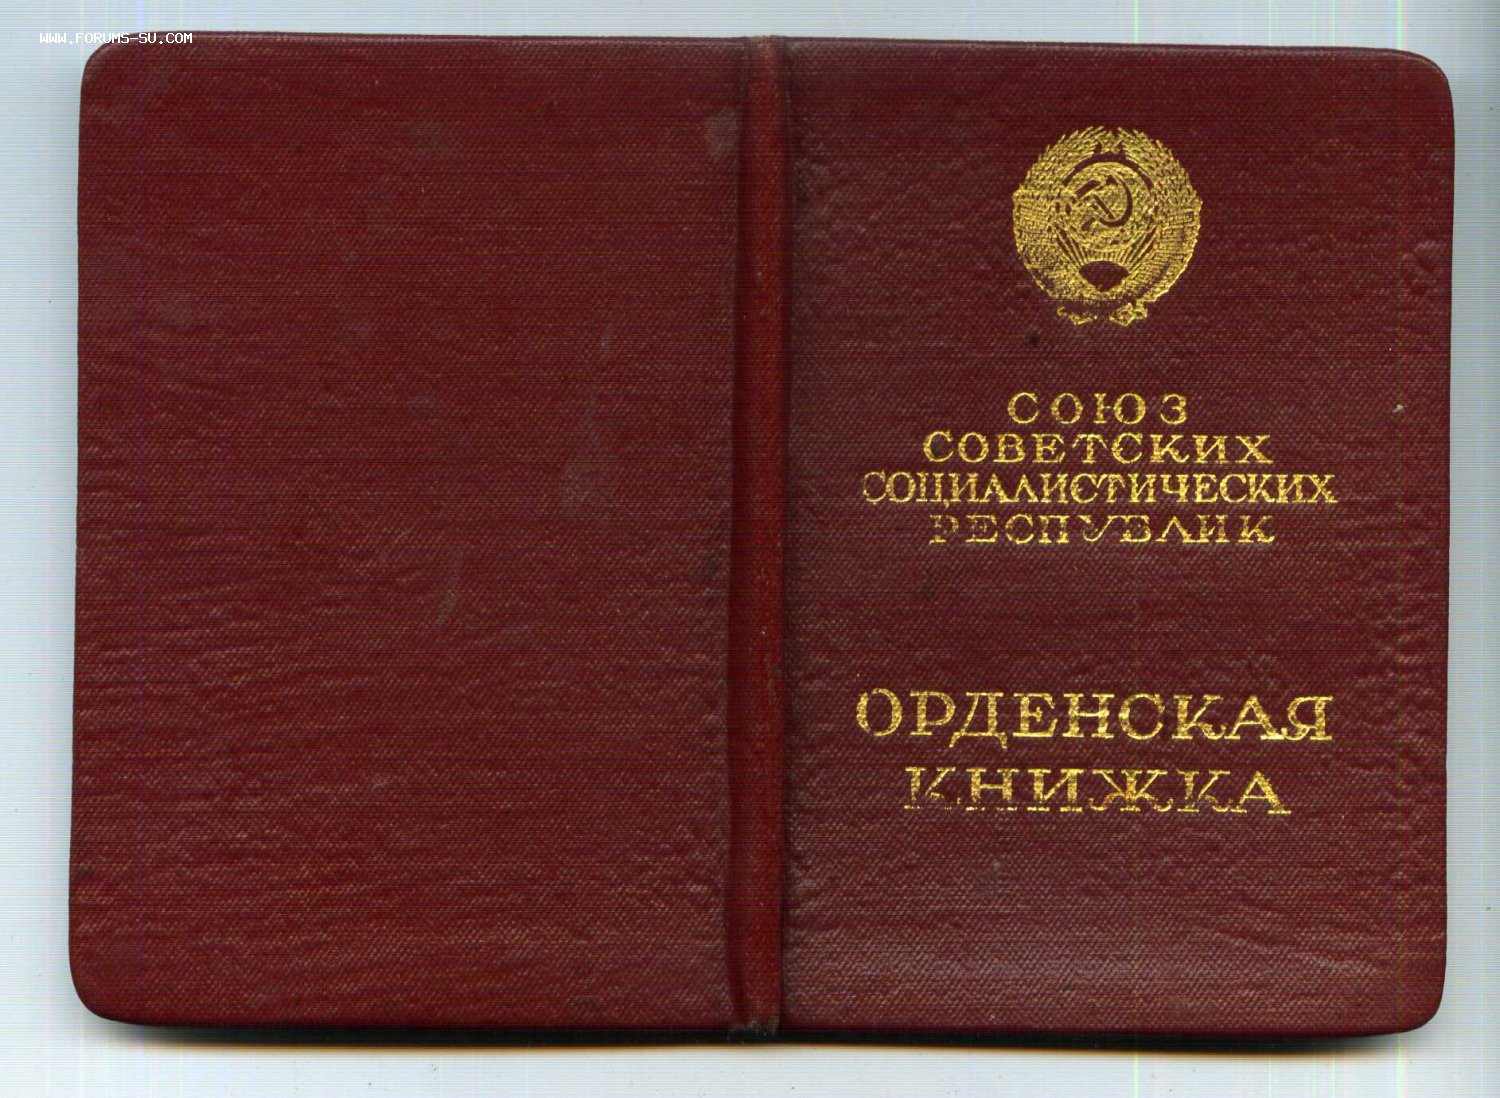 WWW.FORUMS-SU.COM
СОЮЗ
СОВЕТСКИХ
СОЦИАЛИСТИЧЕСКИХ
РЕСПУБЛИК
ОРДЕНСКАЯ
КНИЖКА